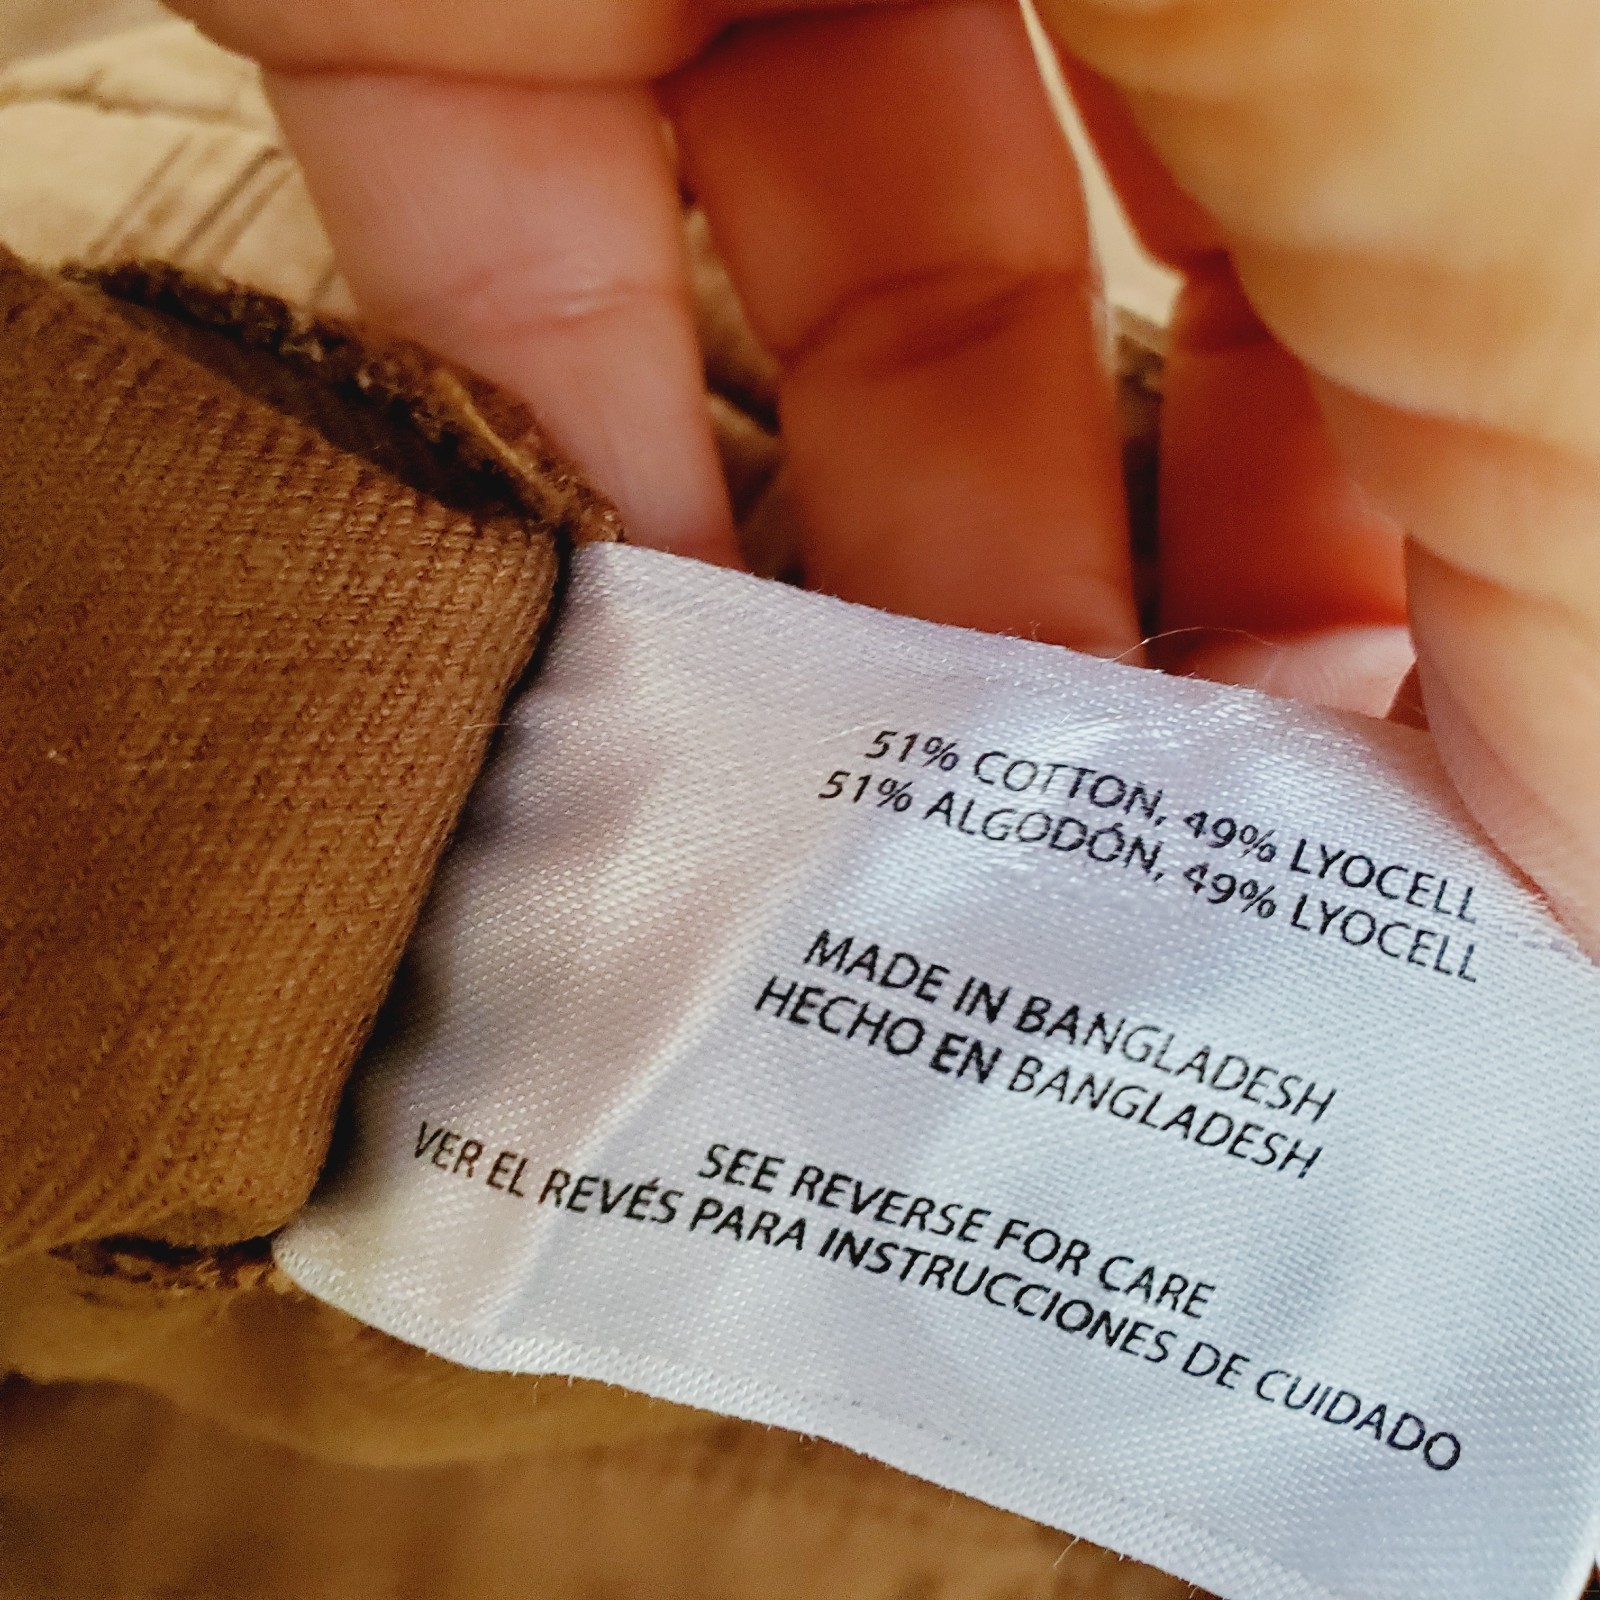 51% COTTON, 49% LYOCELL
51% ALGODÓN, 49% LYOCELL
MADE IN BANGLADESH
HECHO EN BANGLADESH
SEE REVERSE FOR CARE
VER EL REVÉS PARA INSTRUCCIONES DE CUIDADO